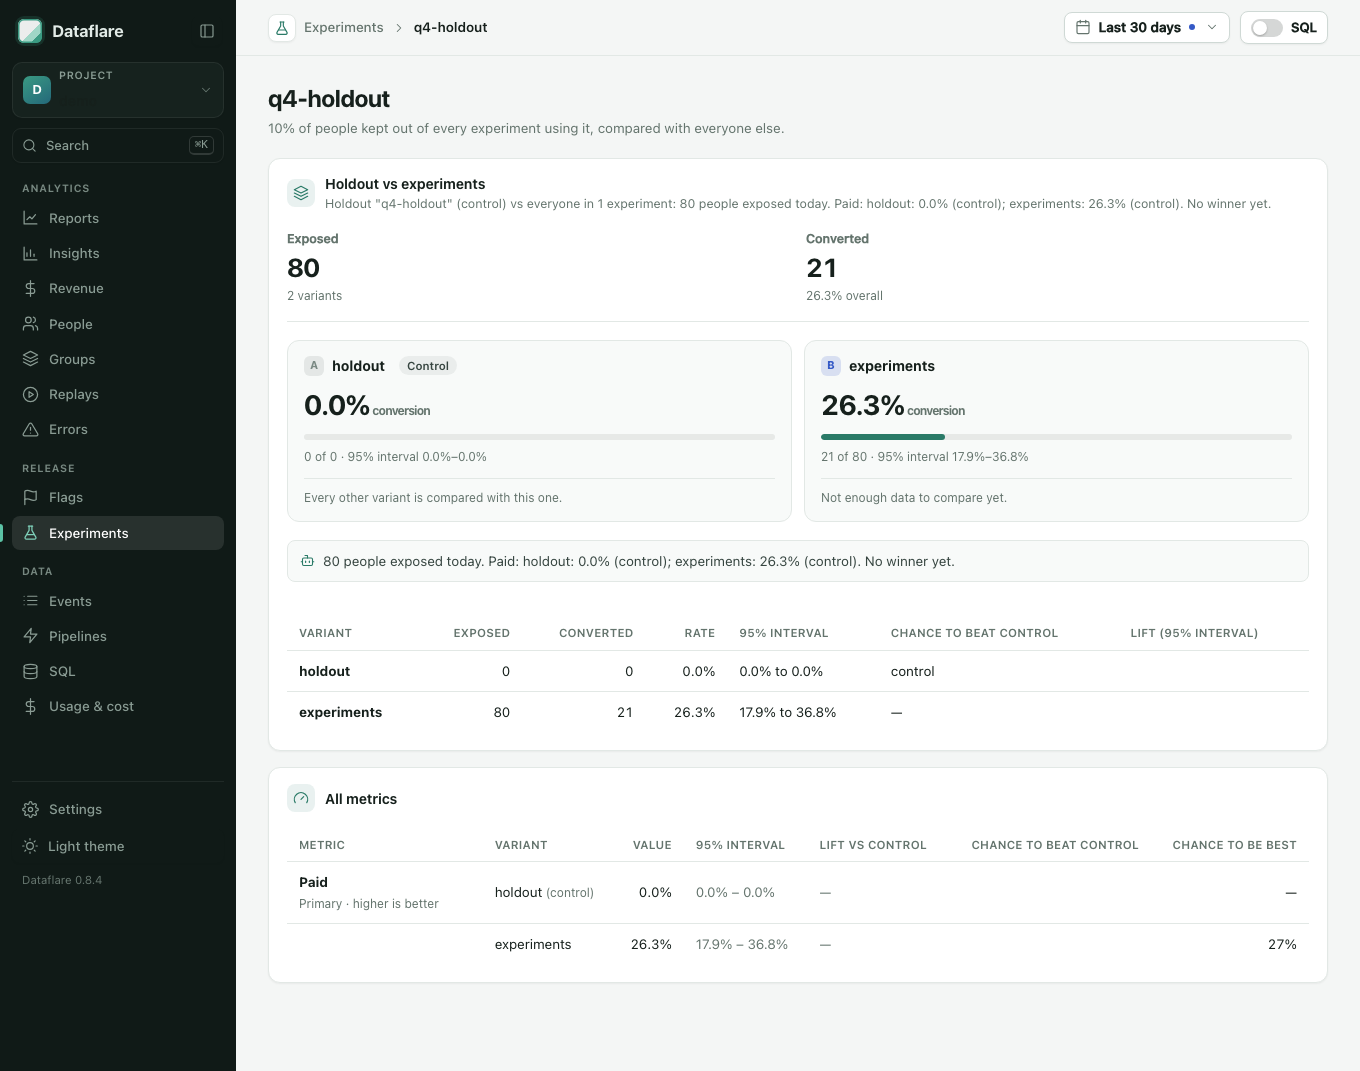 Dataflare
PROJECT
D
Search
⌘K
ANALYTICS
Reports
Insights
Revenue
People
Groups
Replays
Errors
RELEASE
Flags
Experiments
DATA
Events
Pipelines
SQL
Usage & cost
Settings
Light theme
Dataflare 0.8.4
Experiments > q4-holdout
Last 30 days
SQL
q4-holdout
10% of people kept out of every experiment using it, compared with everyone else.
Holdout vs experiments
Holdout "q4-holdout" (control) vs everyone in 1 experiment: 80 people exposed today. Paid: holdout: 0.0% (control); experiments: 26.3% (control). No winner yet.
Exposed
80
2 variants
Converted
21
26.3% overall
A holdout Control
0.0% conversion
0 of 0 · 95% interval 0.0%–0.0%
Every other variant is compared with this one.
B experiments
26.3% conversion
21 of 80 · 95% interval 17.9%–36.8%
Not enough data to compare yet.
80 people exposed today. Paid: holdout: 0.0% (control); experiments: 26.3% (control). No winner yet.
VARIANT EXPOSED CONVERTED RATE 95% INTERVAL CHANCE TO BEAT CONTROL LIFT (95% INTERVAL)
holdout 0 0 0.0% 0.0% to 0.0% control
experiments 80 21 26.3% 17.9% to 36.8% —
All metrics
METRIC VARIANT VALUE 95% INTERVAL LIFT VS CONTROL CHANCE TO BEAT CONTROL CHANCE TO BE BEST
Paid
Primary · higher is better
holdout (control) 0.0% 0.0% – 0.0% — —
experiments 26.3% 17.9% – 36.8% — 27%